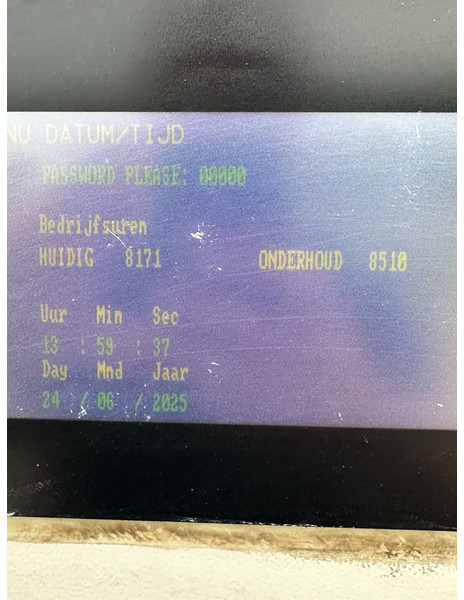 NU DATUM/TIJD
PASSWORD PLEASE: 00000
Bedrijfsuren
HUIDIG 8171 ONDERHOUD 8510
Uur Min Sec
13 : 59 : 37
Day Mnd Jaar
24 / 06 / 2025